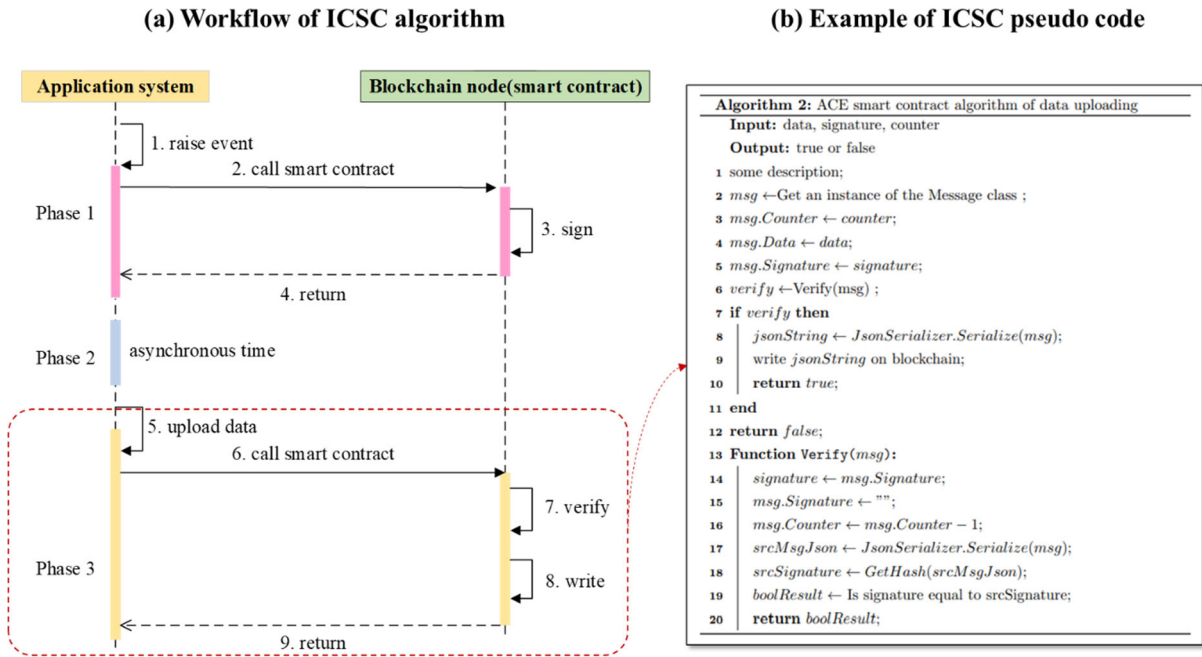 (a) Workflow of ICSC algorithm
Application system
Blockchain node(smart contract)
1. raise event
2. call smart contract
Phase 1
3. sign
4. return
Phase 2
asynchronous time
5. upload data
6. call smart contract
7. verify
Phase 3
8. write
9. return
(b) Example of ICSC pseudo code
Algorithm 2: ACE smart contract algorithm of data uploading
Input: data, signature, counter
Output: true or false
1 some description;
2 msg ←Get an instance of the Message class ;
3 msg.Counter ← counter;
4 msg.Data ← data;
5 msg.Signature ← signature;
6 verify ←Verify(msg) ;
7 if verify then
8 jsonString ← JsonSerializer.Serialize(msg);
9 write jsonString on blockchain;
10 return true;
11 end
12 return false;
13 Function Verify(msg):
14 signature ← msg.Signature;
15 msg.Signature ← "";
16 msg.Counter ← msg.Counter − 1;
17 srcMsgJson ← JsonSerializer.Serialize(msg);
18 srcSignature ← GetHash(srcMsgJson);
19 boolResult ← Is signature equal to srcSignature;
20 return boolResult;